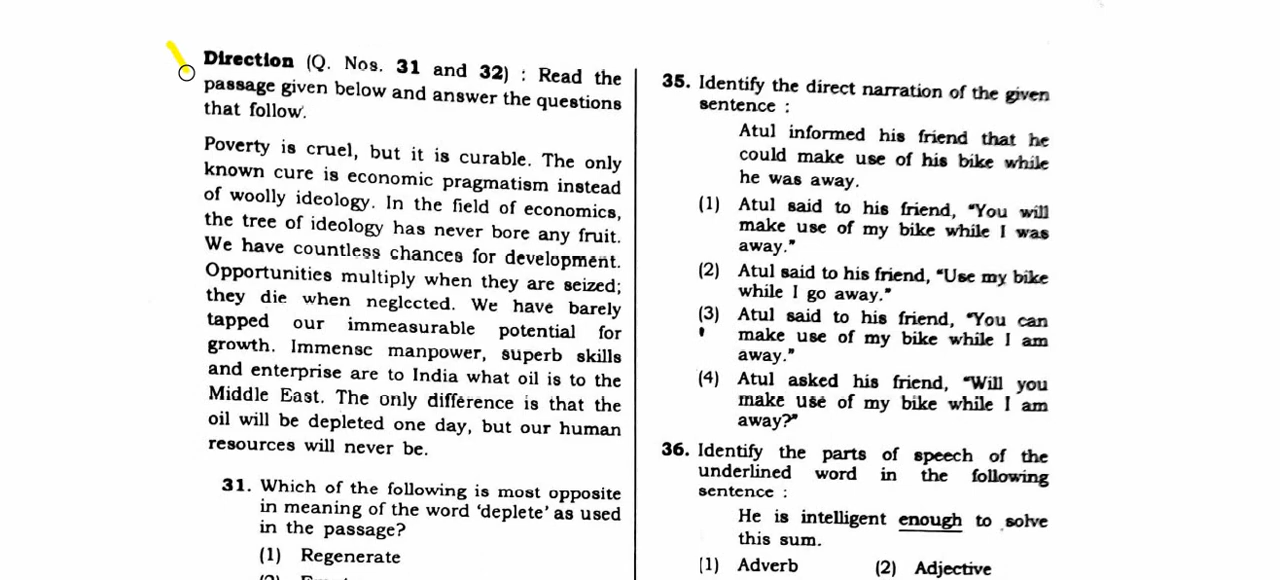 Direction (Q. Nos. 31 and 32) : Read the
passage given below and answer the questions
that follow.
Poverty is cruel, but it is curable. The only
known cure is economic pragmatism instead
of woolly ideology. In the field of economics,
the tree of ideology has never bore any fruit.
We have countless chances for development.
Opportunities multiply when they are seized;
they die when neglected. We have barely
tapped our immeasurable potential for
growth. Immense manpower, superb skills
and enterprise are to India what oil is to the
Middle East. The only difference is that the
oil will be depleted one day, but our human
resources will never be.
31. Which of the following is most opposite
in meaning of the word 'deplete' as used
in the passage?
(1) Regenerate
35. Identify the direct narration of the given
sentence :
Atul informed his friend that he
could make use of his bike while
he was away.
(1) Atul said to his friend, "You will
make use of my bike while I was
away."
(2) Atul said to his friend, "Use my bike
while I go away."
(3) Atul said to his friend, "You can
make use of my bike while I am
away."
(4) Atul asked his friend, "Will you
make use of my bike while I am
away?"
36. Identify the parts of speech of the
underlined word in the following
sentence :
He is intelligent enough to solve
this sum.
(1) Adverb (2) Adjective